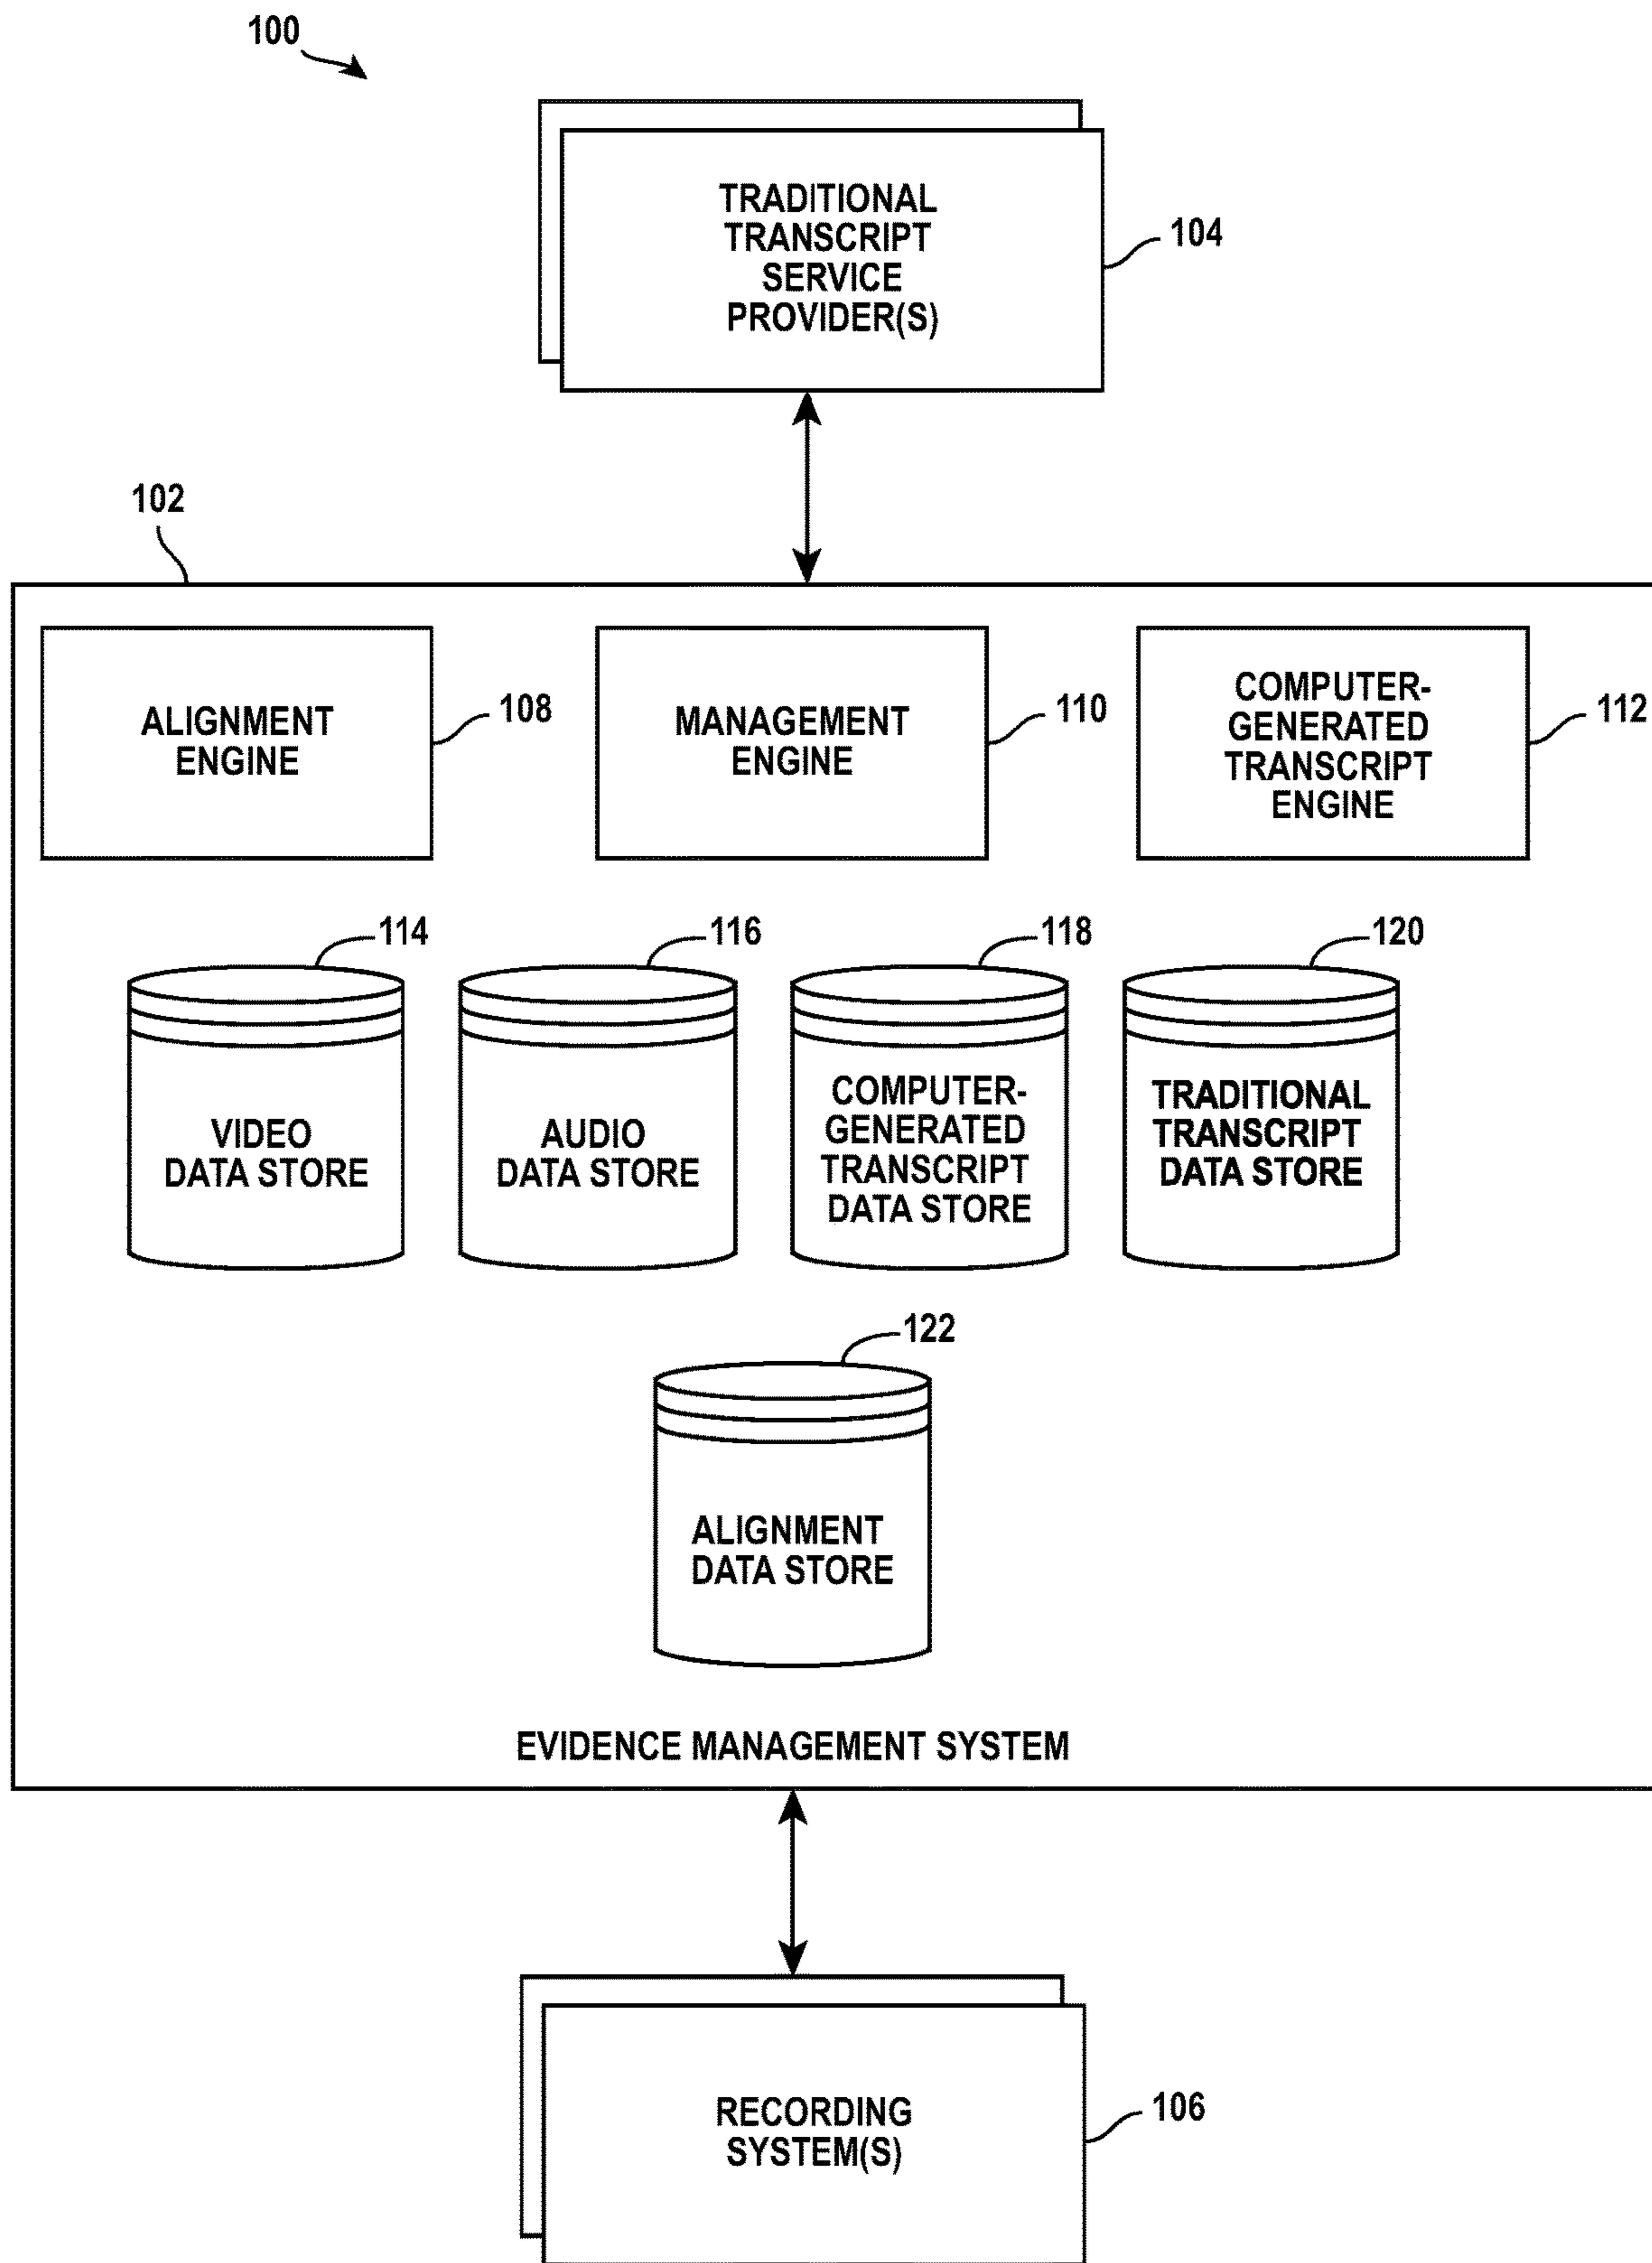 100
TRADITIONAL
TRANSCRIPT
SERVICE
PROVIDER(S)
104
102
ALIGNMENT
ENGINE
108
MANAGEMENT
ENGINE
110
COMPUTER-
GENERATED
TRANSCRIPT
ENGINE
112
114
VIDEO
DATA STORE
116
AUDIO
DATA STORE
118
COMPUTER-
GENERATED
TRANSCRIPT
DATA STORE
120
TRADITIONAL
TRANSCRIPT
DATA STORE
122
ALIGNMENT
DATA STORE
EVIDENCE MANAGEMENT SYSTEM
RECORDING
SYSTEM(S)
106